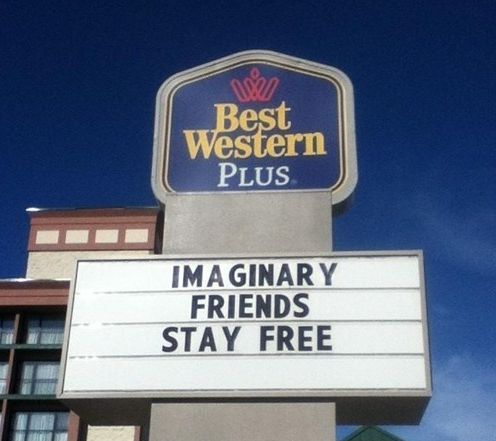 Best
Western
PLUS
IMAGINARY
FRIENDS
STAY FREE